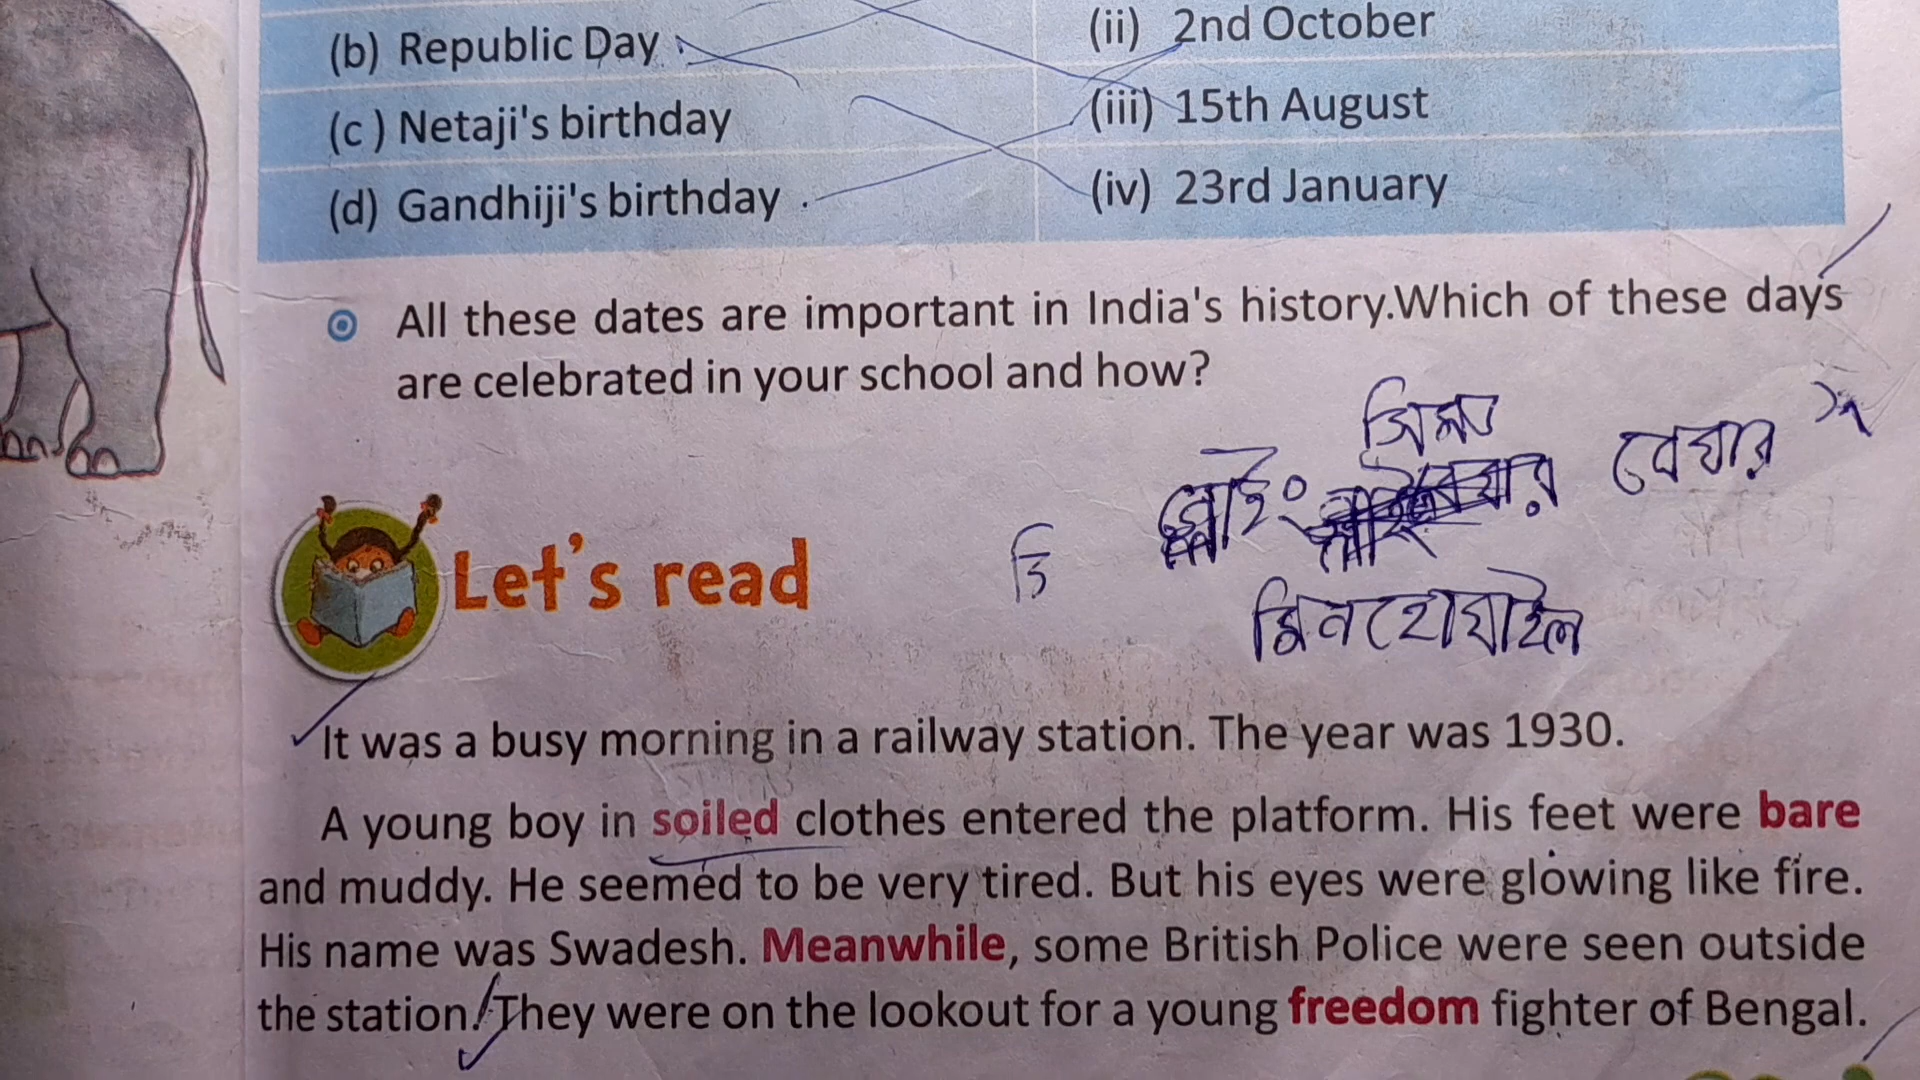 (b) Republic Day
(ii) 2nd October
(c) Netaji's birthday
(iii) 15th August
(d) Gandhiji's birthday
(iv) 23rd January
All these dates are important in India's history.Which of these days
are celebrated in your school and how?
বেয়ার
মিনহোয়াইল
Let's read
It was a busy morning in a railway station. The year was 1930.
A young boy in soiled clothes entered the platform. His feet were bare
and muddy. He seemed to be very tired. But his eyes were glowing like fire.
His name was Swadesh. Meanwhile, some British Police were seen outside
the station. They were on the lookout for a young freedom fighter of Bengal.